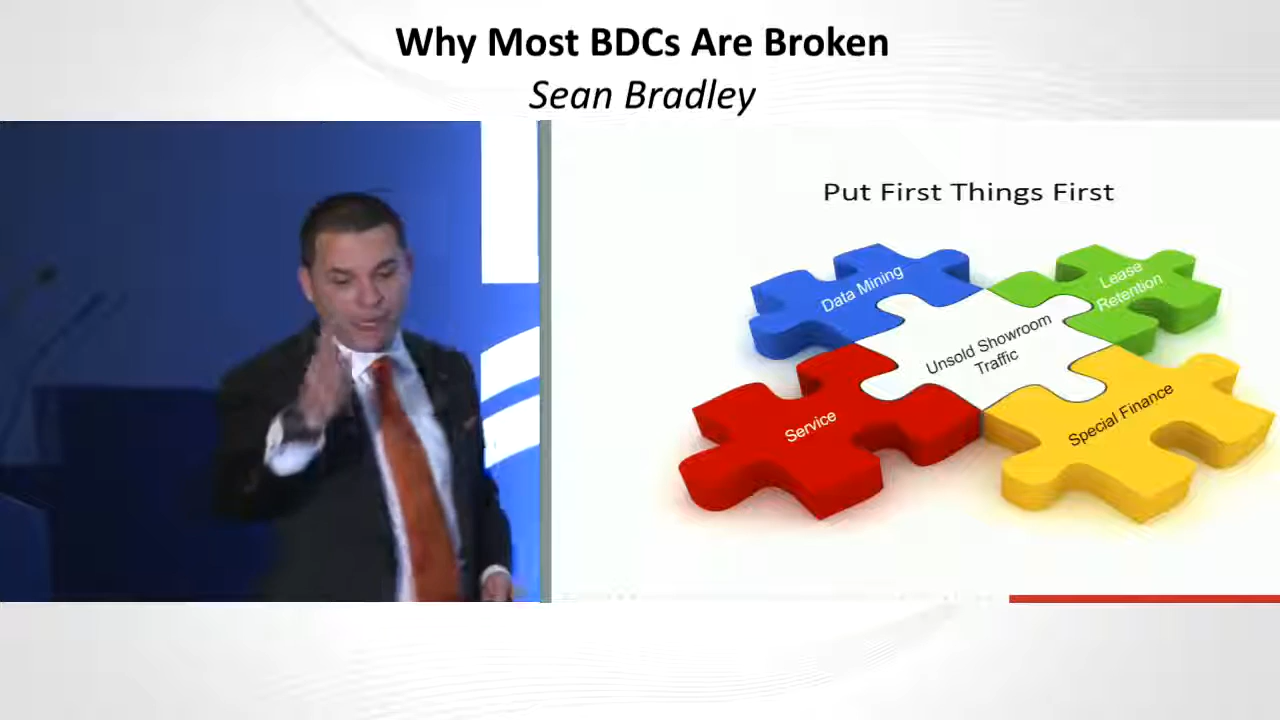 Why Most BDCs Are Broken
Sean Bradley
Put First Things First
Data Mining
Lease
Retention
Unsold Showroom
Traffic
Service
Special Finance